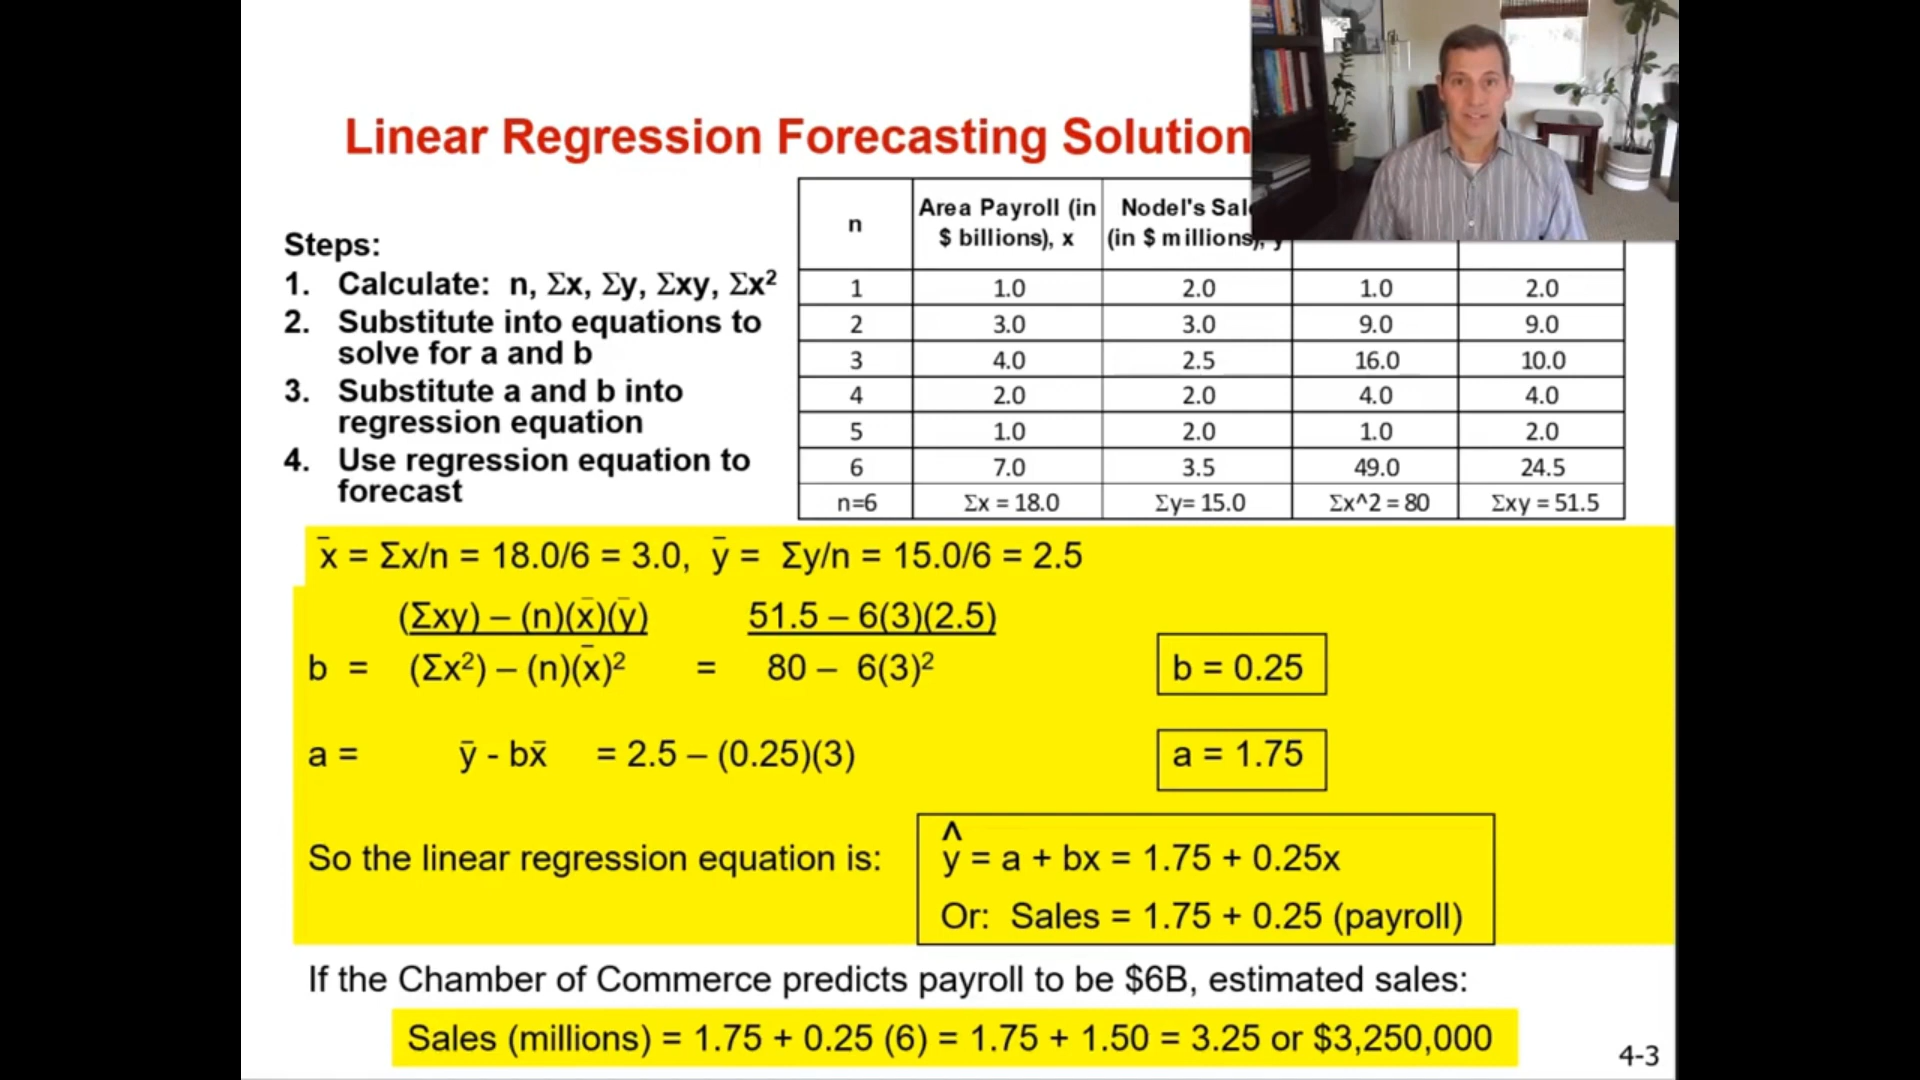 Linear Regression Forecasting Solution
Steps:
1. Calculate: n, Σx, Σy, Σxy, Σx²
2. Substitute into equations to
solve for a and b
3. Substitute a and b into
regression equation
4. Use regression equation to
forecast
n
Area Payroll (in
$ billions), x
Nodel's
(in $ millions), y
1 1.0 2.0 1.0 2.0
2 3.0 3.0 9.0 9.0
3 4.0 2.5 16.0 10.0
4 2.0 2.0 4.0 4.0
5 1.0 2.0 1.0 2.0
6 7.0 3.5 49.0 24.5
n=6 Σx = 18.0 Σy= 15.0 Σx^2 = 80 Σxy = 51.5
x̄ = Σx/n = 18.0/6 = 3.0, ȳ = Σy/n = 15.0/6 = 2.5
(Σxy) – (n)(x̄)(ȳ) 51.5 – 6(3)(2.5)
b = (Σx²) – (n)(x̄)² = 80 – 6(3)² b = 0.25
a = ȳ - bx̄ = 2.5 – (0.25)(3) a = 1.75
So the linear regression equation is:
ŷ = a + bx = 1.75 + 0.25x
Or: Sales = 1.75 + 0.25 (payroll)
If the Chamber of Commerce predicts payroll to be $6B, estimated sales:
Sales (millions) = 1.75 + 0.25 (6) = 1.75 + 1.50 = 3.25 or $3,250,000
4-3